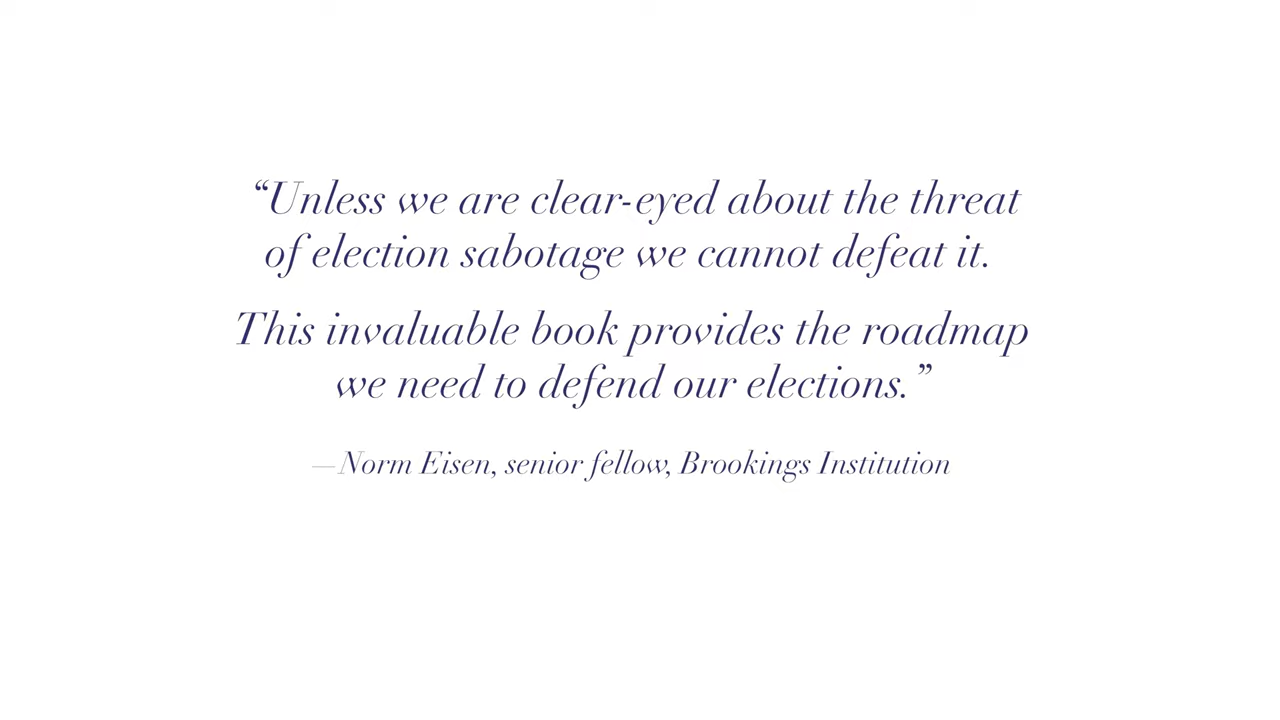 “Unless we are clear-eyed about the threat
of election sabotage we cannot defeat it.
This invaluable book provides the roadmap
we need to defend our elections.”
—Norm Eisen, senior fellow, Brookings Institution